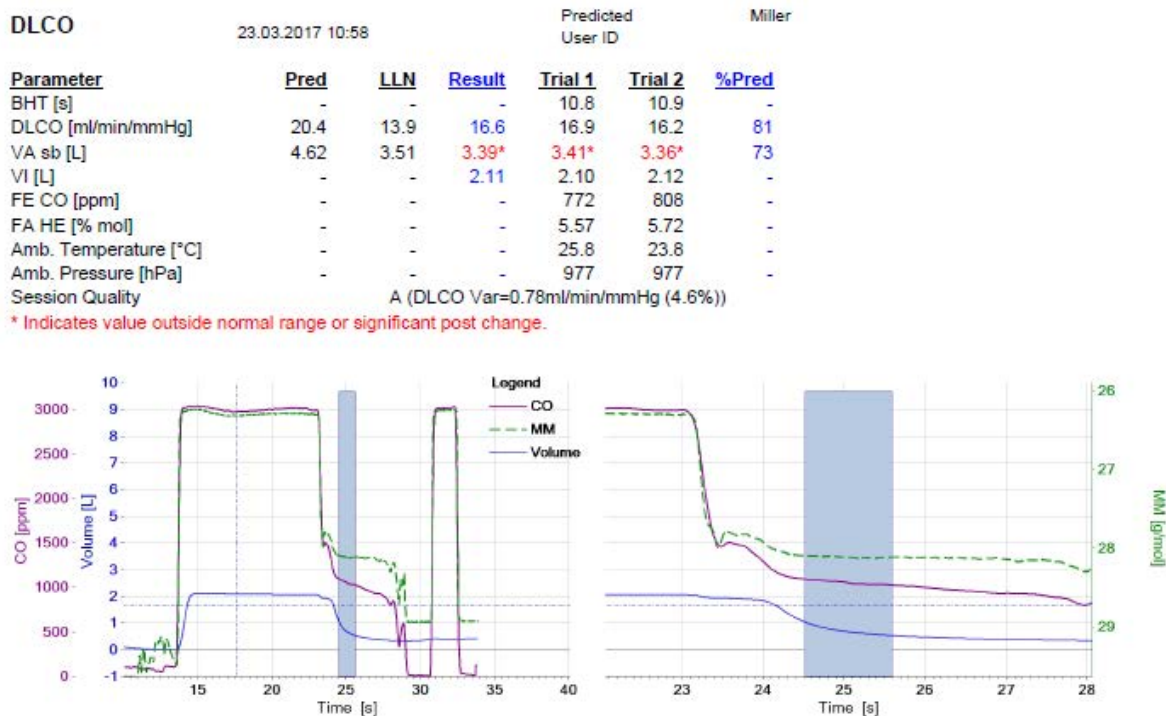 DLCO 23.03.2017 10:58 Predicted Miller
User ID
Parameter Pred LLN Result Trial 1 Trial 2 %Pred
BHT [s] - - - 10.8 10.9 -
DLCO [ml/min/mmHg] 20.4 13.9 16.6 16.9 16.2 81
VA sb [L] 4.62 3.51 3.39* 3.41* 3.36* 73
VI [L] - - 2.11 2.10 2.12 -
FE CO [ppm] - - - 772 808 -
FA HE [% mol] - - - 5.57 5.72 -
Amb. Temperature [°C] - - - 25.8 23.8 -
Amb. Pressure [hPa] - - - 977 977 -
Session Quality A (DLCO Var=0.78ml/min/mmHg (4.6%))
* Indicates value outside normal range or significant post change.
CO [ppm]
3000
2500
2000
1500
1000
500
0
Volume [L]
10
9
8
7
6
5
4
3
2
1
0
-1
Legend
CO
MM
Volume
15 20 25 30 35 40
Time [s]
23 24 25 26 27 28
Time [s]
26
27
28
29
MM [g/mol]